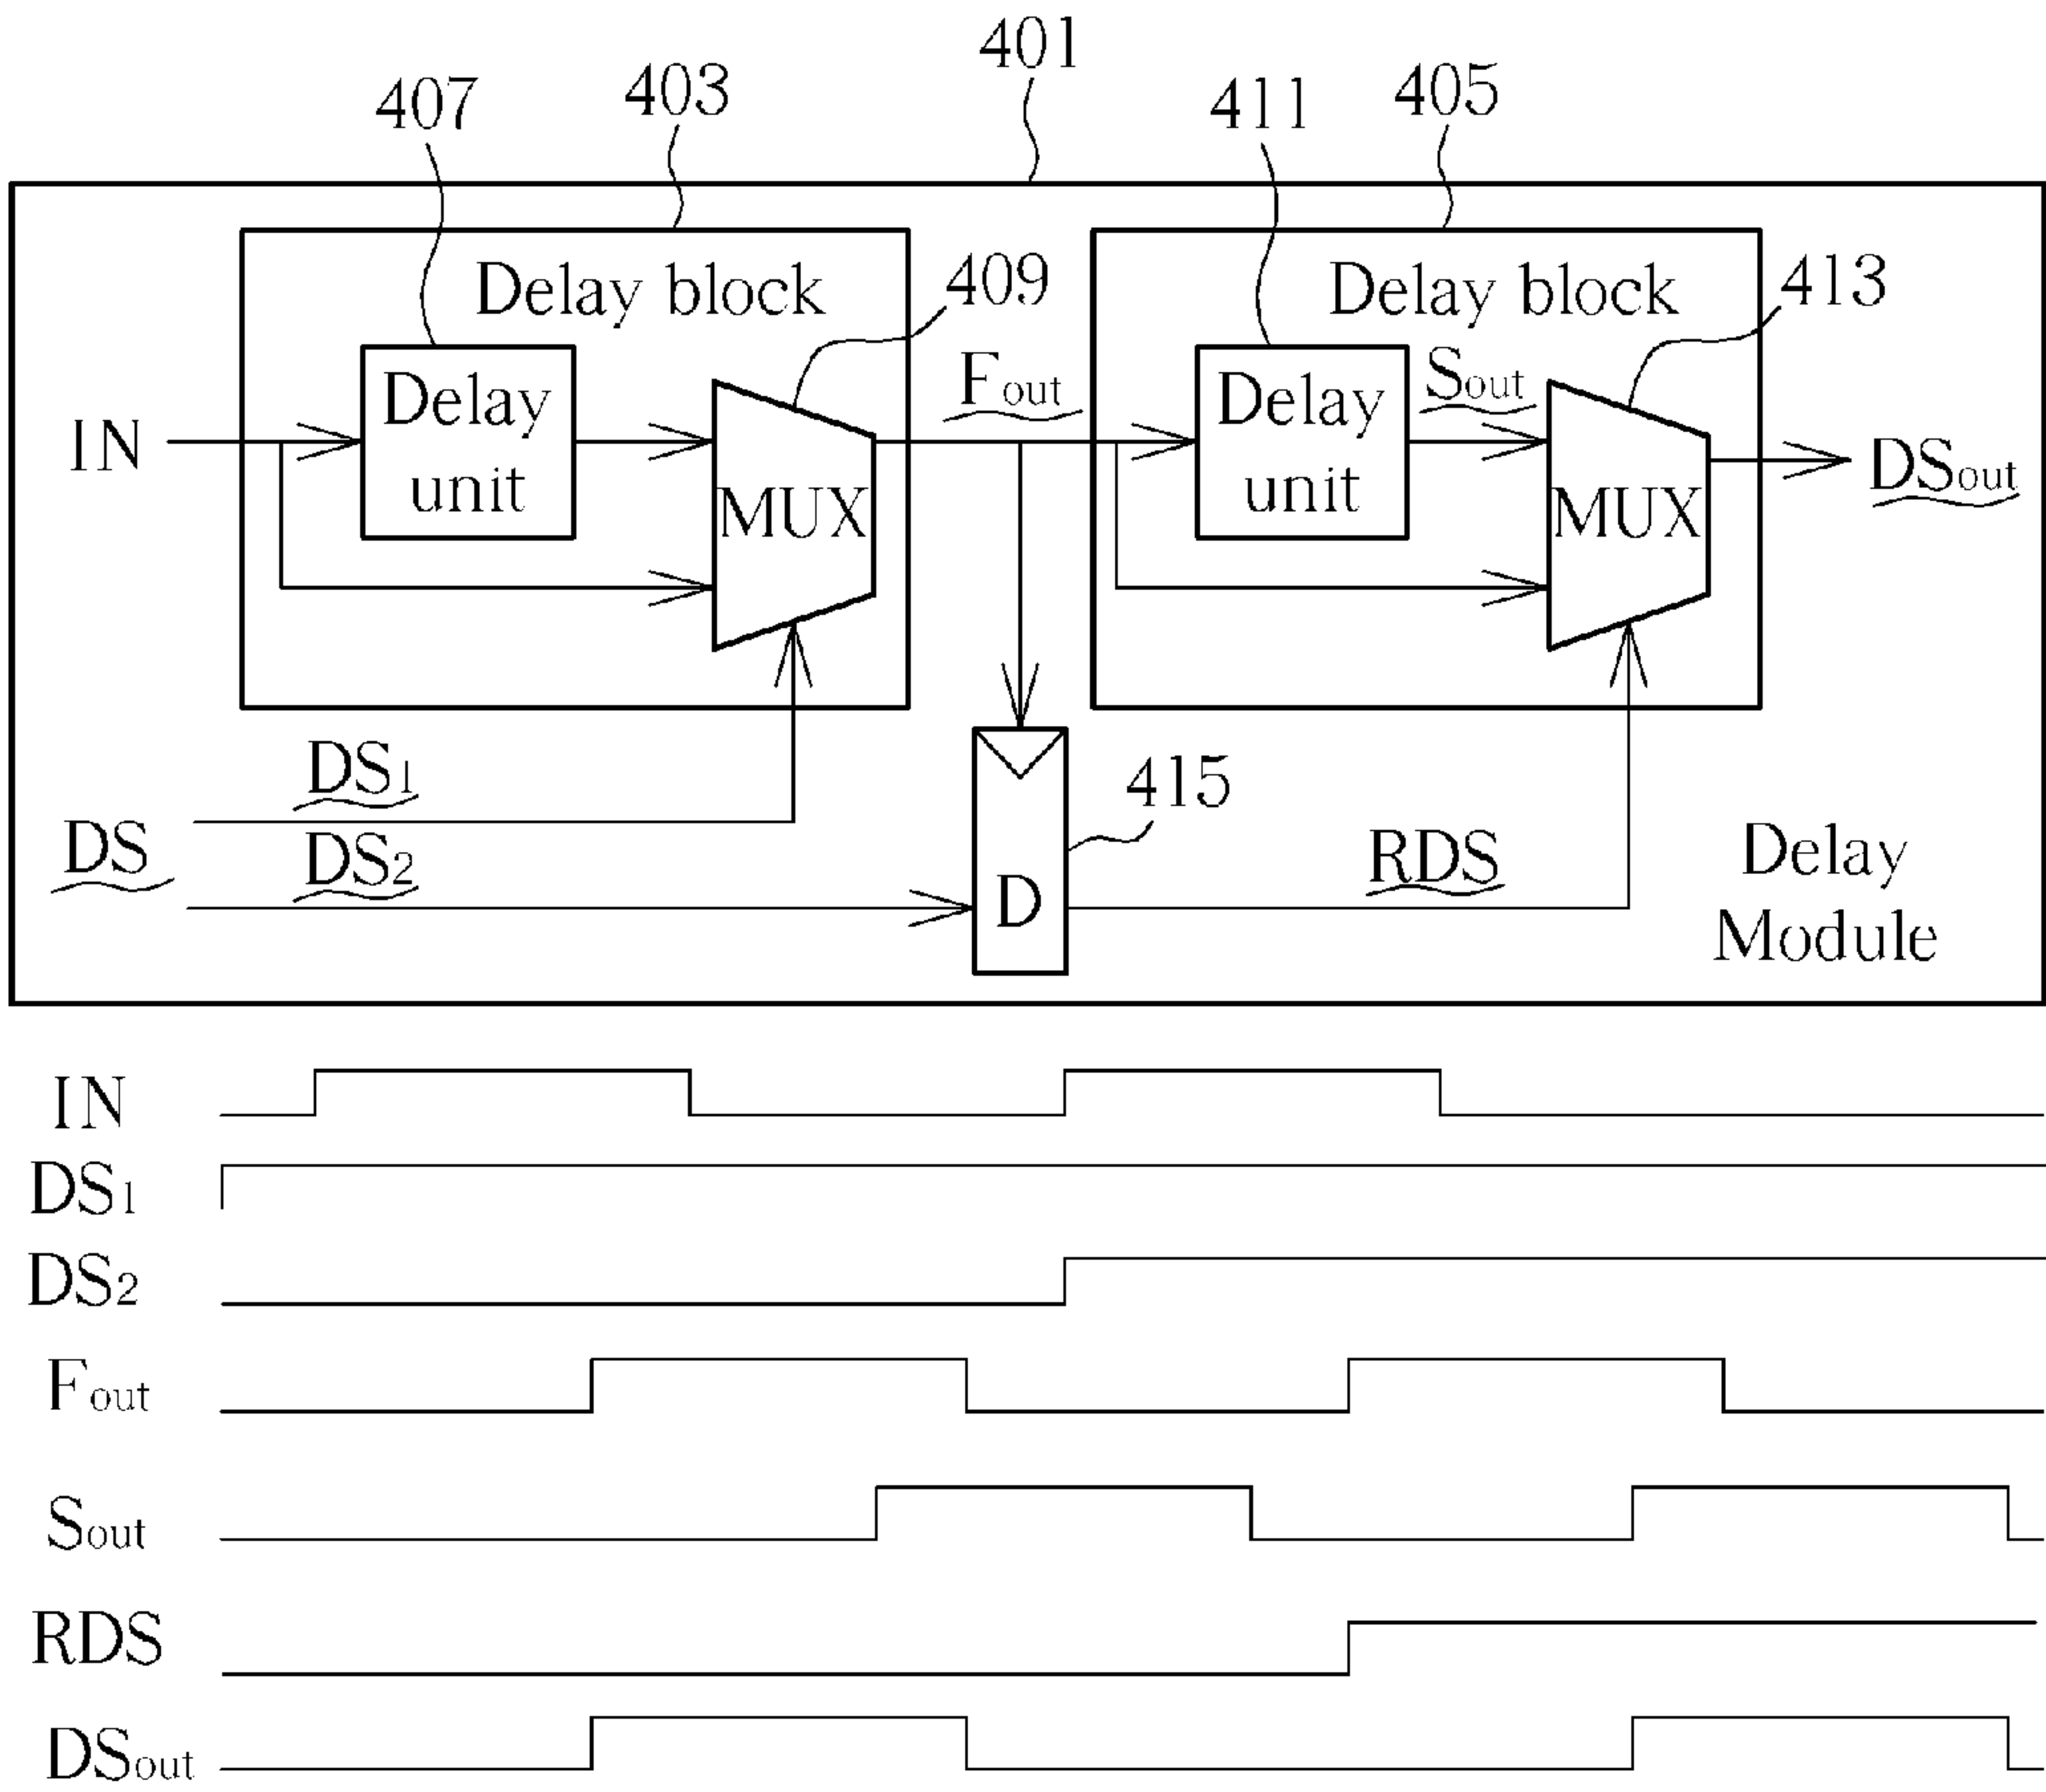 401
407
403
411
405
Delay block
409
Delay block
413
IN
Delay
unit
MUX
Fout
Delay
unit
Sout
MUX
DSout
DS1
DS
DS2
D
415
RDS
Delay
Module
IN
DS1
DS2
Fout
Sout
RDS
DSout